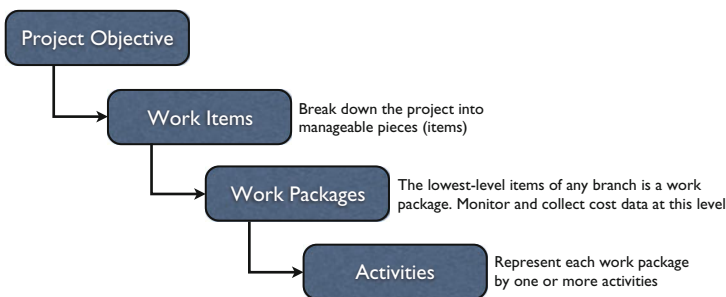 Project Objective
Work Items
Break down the project into
manageable pieces (items)
Work Packages
The lowest-level items of any branch is a work
package. Monitor and collect cost data at this level
Activities
Represent each work package
by one or more activities